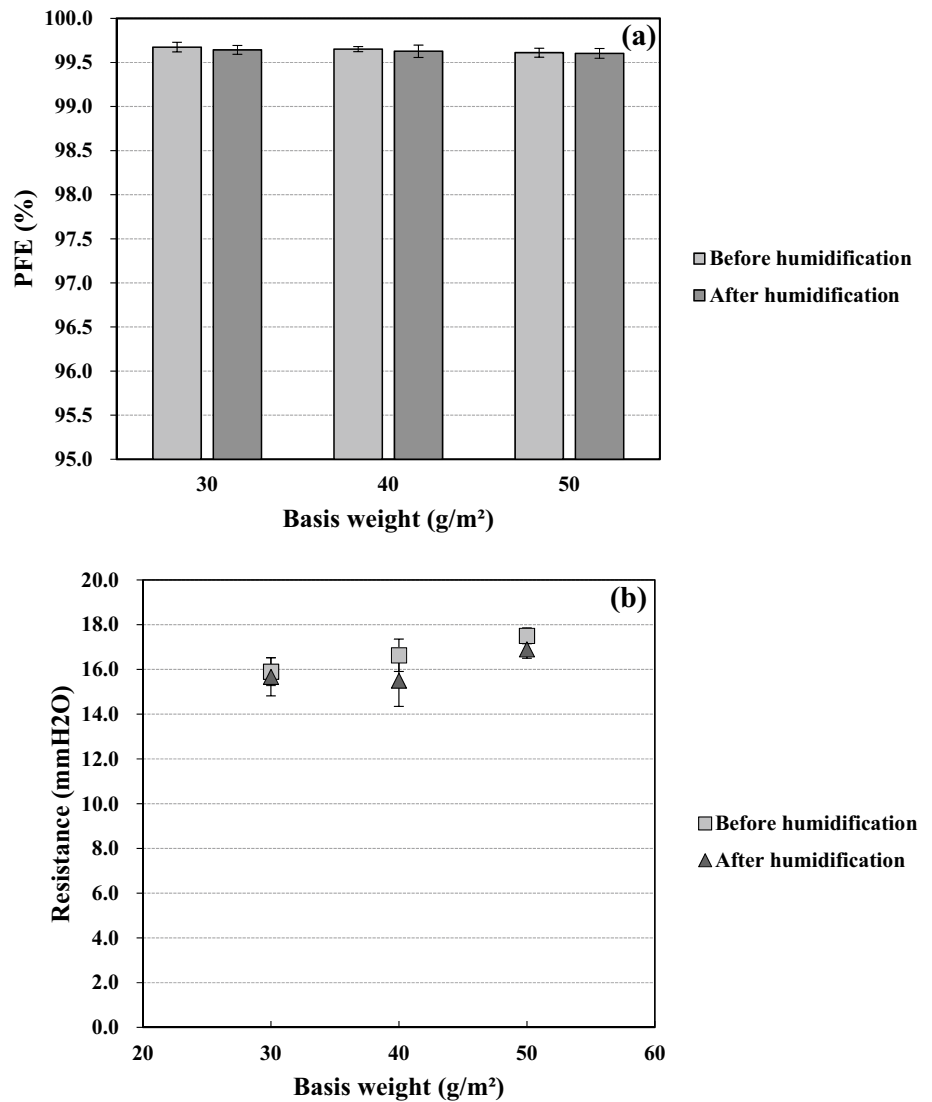 (a)
PFE (%)
100.0
99.5
99.0
98.5
98.0
97.5
97.0
96.5
96.0
95.5
95.0
30 40 50
Basis weight (g/m²)
Before humidification
After humidification
(b)
Resistance (mmH2O)
20.0
18.0
16.0
14.0
12.0
10.0
8.0
6.0
4.0
2.0
0.0
20 30 40 50 60
Basis weight (g/m²)
Before humidification
After humidification